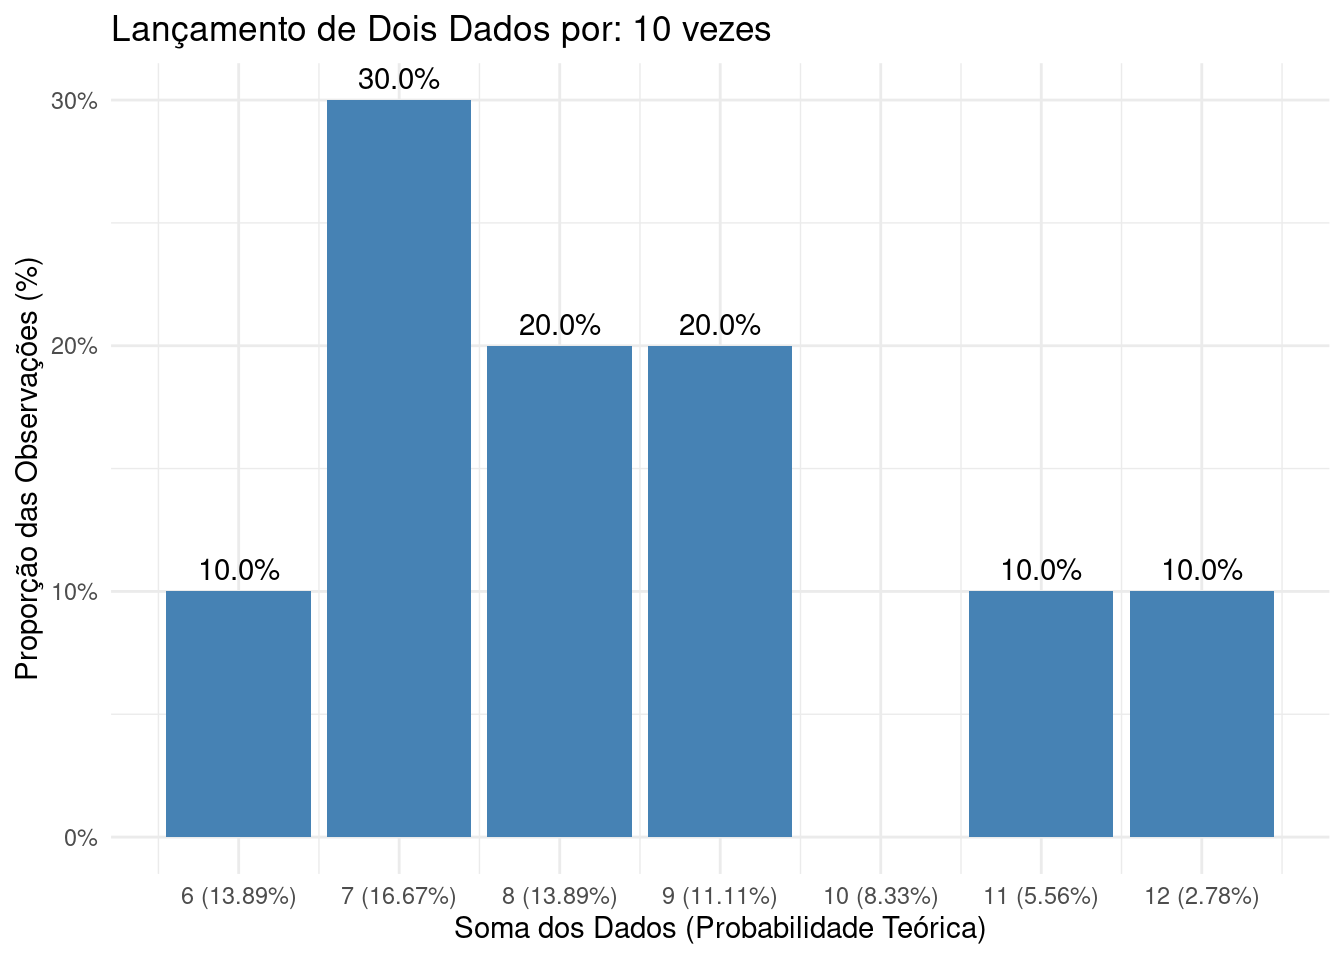 Lançamento de Dois Dados por: 10 vezes
30.0%
30%
20.0% 20.0%
20%
10.0% 10.0% 10.0%
10%
0%
Proporção das Observações (%)
6 (13.89%) 7 (16.67%) 8 (13.89%) 9 (11.11%) 10 (8.33%) 11 (5.56%) 12 (2.78%)
Soma dos Dados (Probabilidade Teórica)